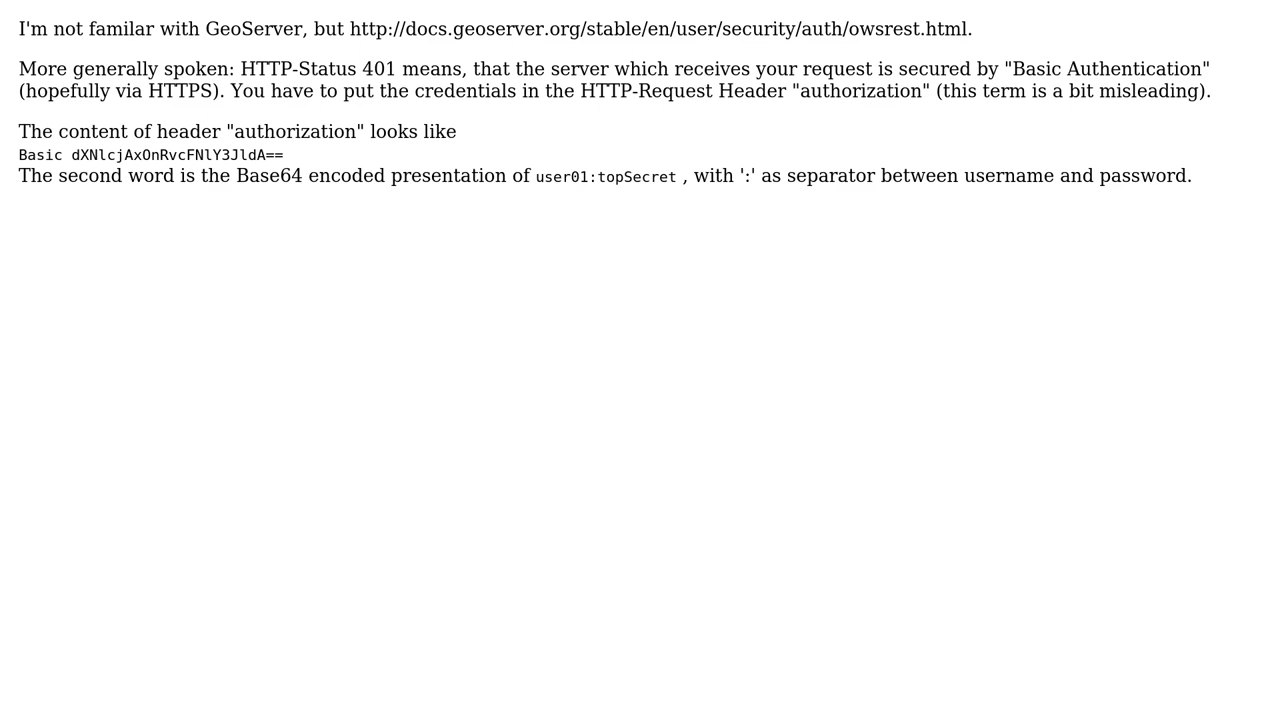 I'm not familar with GeoServer, but http://docs.geoserver.org/stable/en/user/security/auth/owsrest.html.
More generally spoken: HTTP-Status 401 means, that the server which receives your request is secured by "Basic Authentication"
(hopefully via HTTPS). You have to put the credentials in the HTTP-Request Header "authorization" (this term is a bit misleading).
The content of header "authorization" looks like
Basic dXNlcjAxOnRvcFNlY3JldA==
The second word is the Base64 encoded presentation of user01:topSecret , with ':' as separator between username and password.